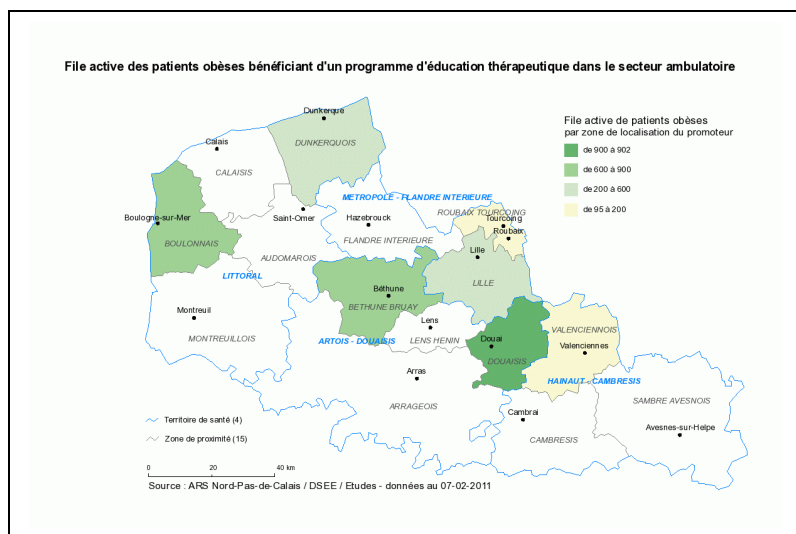 File active des patients obèses bénéficiant d'un programme d'éducation thérapeutique dans le secteur ambulatoire
File active de patients obèses
par zone de localisation du promoteur
de 900 à 902
de 600 à 900
de 200 à 600
de 95 à 200
Dunkerque
DUNKERQUOIS
Calais
CALAISIS
METROPOLE - FLANDRE INTERIEURE
Saint-Omer
Hazebrouck
ROUBAIX TOURCOING
Tourcoing
Roubaix
Boulogne-sur-Mer
BOULONNAIS
FLANDRE INTERIEURE
Lille
AUDOMAROIS
LITTORAL
LILLE
Béthune
BETHUNE BRUAY
Montreuil
MONTREUILLOIS
Lens
LENS HENIN
ARTOIS - DOUAISIS
Douai
DOUAISIS
VALENCIENNOIS
Valenciennes
HAINAUT - CAMBRESIS
Arras
ARRAGEOIS
SAMBRE AVESNOIS
Cambrai
CAMBRESIS
Avesnes-sur-Helpe
Territoire de santé (4)
Zone de proximité (15)
0 20 40 km
Source : ARS Nord-Pas-de-Calais / DSEE / Etudes - données au 07-02-2011